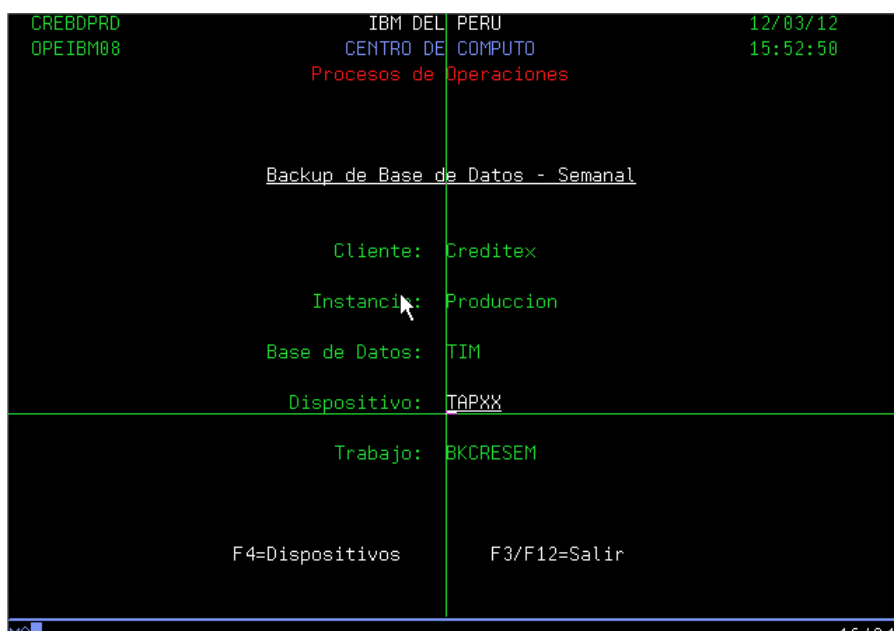 CREBDPRD IBM DEL PERU 12/03/12
OPEIBM08 CENTRO DE COMPUTO 15:52:50
Procesos de Operaciones
Backup de Base de Datos - Semanal
Cliente: Creditex
Instancia: Produccion
Base de Datos: TIM
Dispositivo: TAPXX
Trabajo: BKCRESEM
F4=Dispositivos F3/F12=Salir